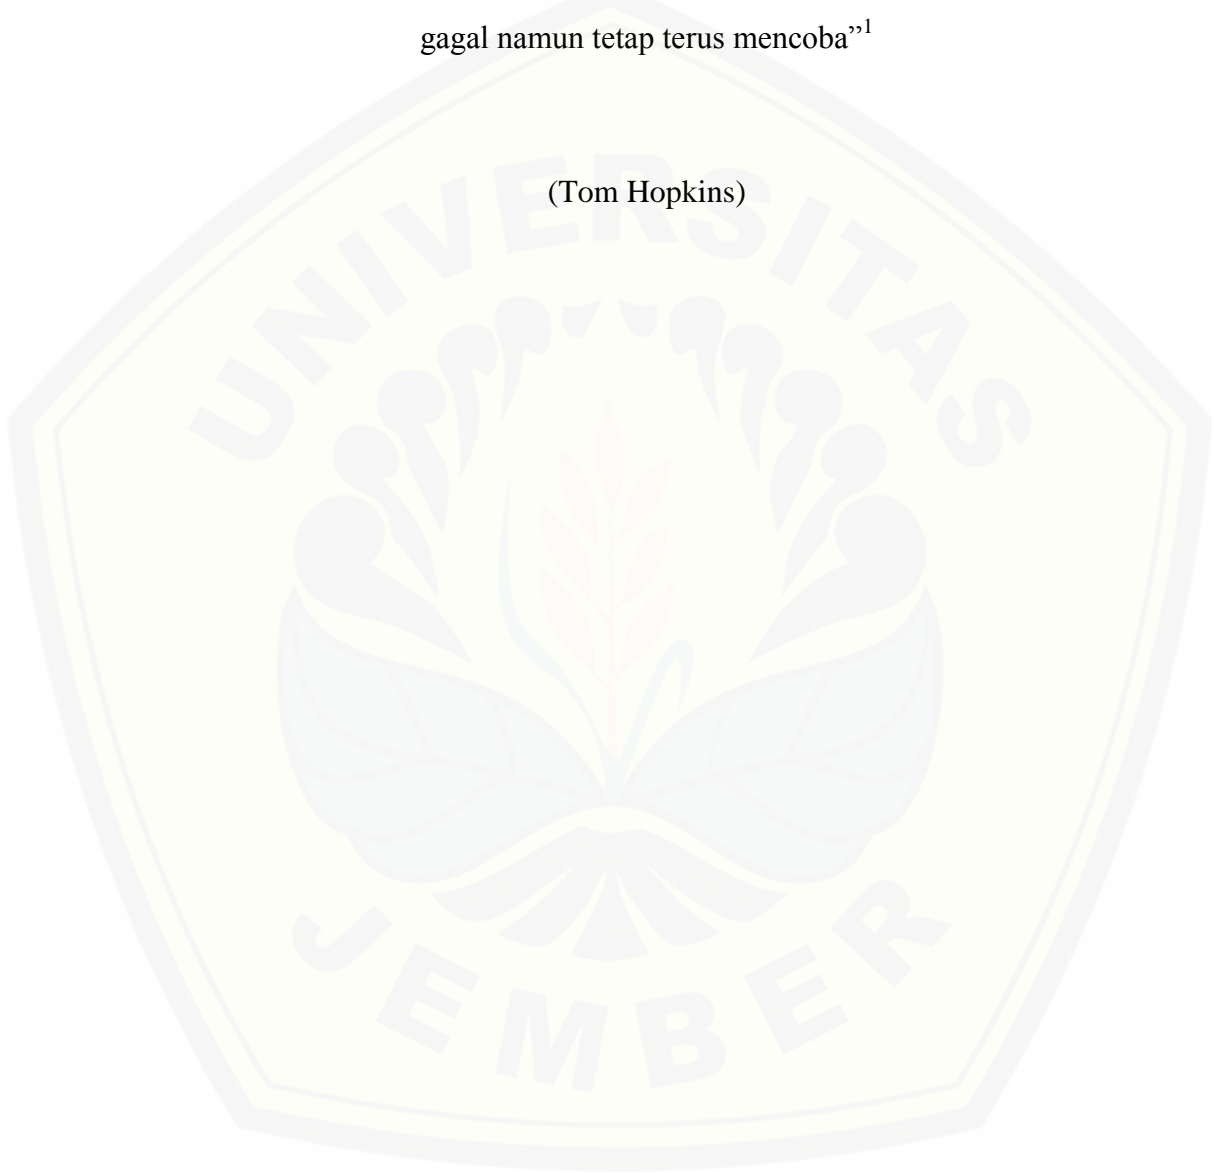 gagal namun tetap terus mencoba”¹
(Tom Hopkins)
UNIVERSITAS
JEMBER